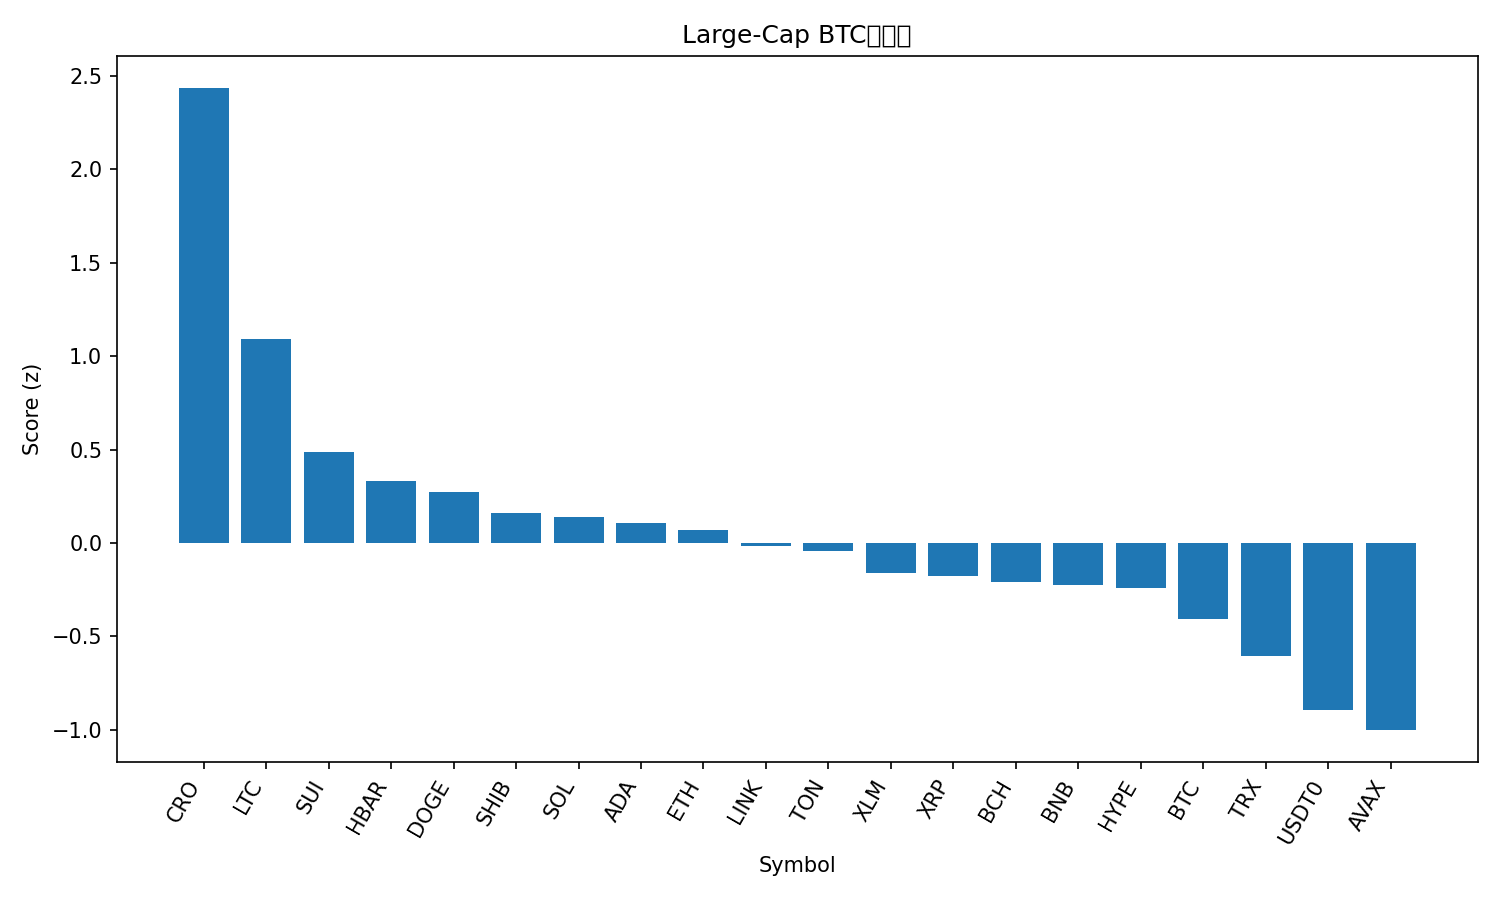 Large-Cap BTC
2.5
2.0
1.5
1.0
0.5
0.0
−0.5
−1.0
Score (z)
CRO
LTC
SUI
HBAR
DOGE
SHIB
SOL
ADA
ETH
LINK
TON
XLM
XRP
BCH
BNB
HYPE
BTC
TRX
USDT0
AVAX
Symbol